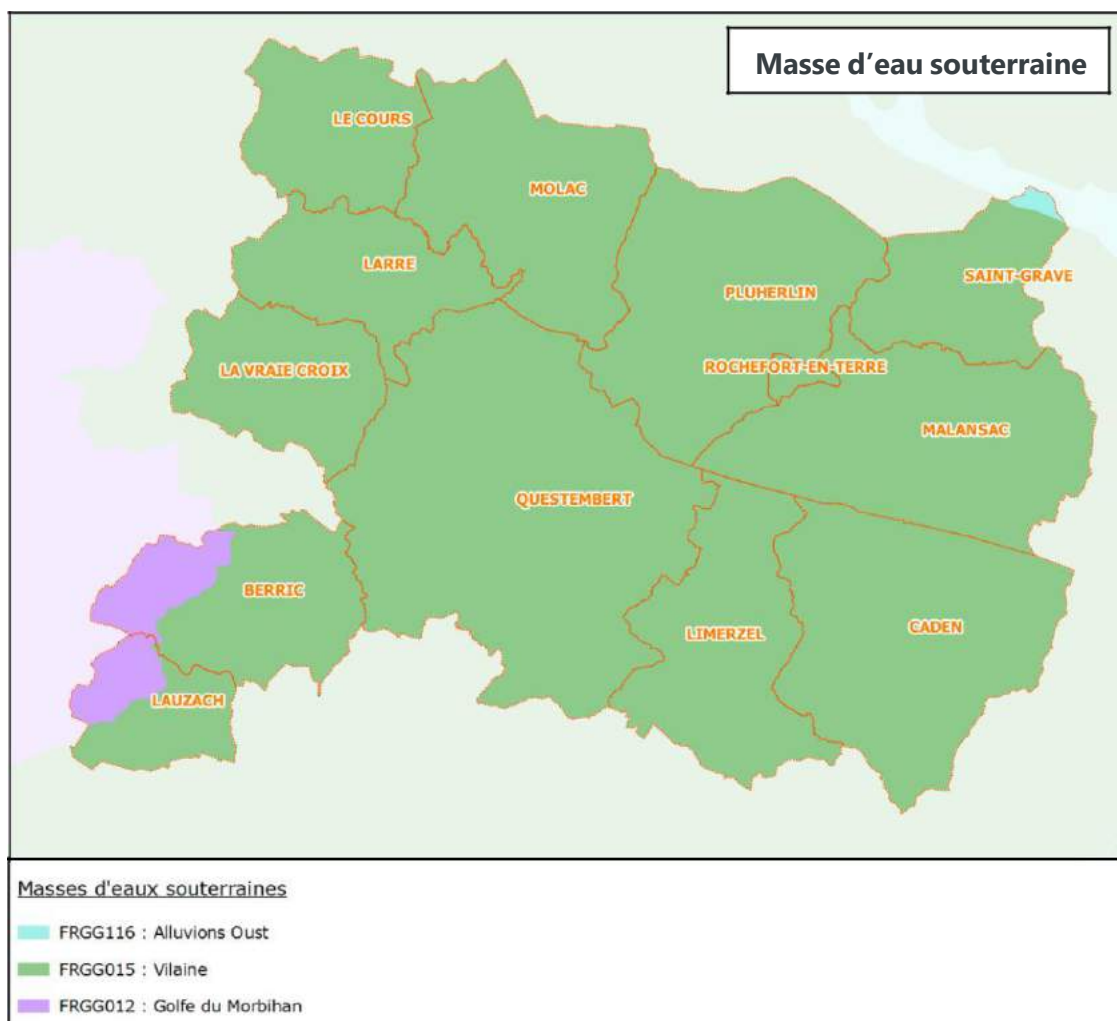 Masse d’eau souterraine
LE COURS
MOLAC
LARRE
SAINT-GRAVE
PLUHERLIN
LA VRAIE CROIX
ROCHEFORT-EN-TERRE
MALANSAC
QUESTEMBERT
BERRIC
LIMERZEL
CADEN
LAUZACH
Masses d'eaux souterraines
FRGG116 : Alluvions Oust
FRGG015 : Vilaine
FRGG012 : Golfe du Morbihan